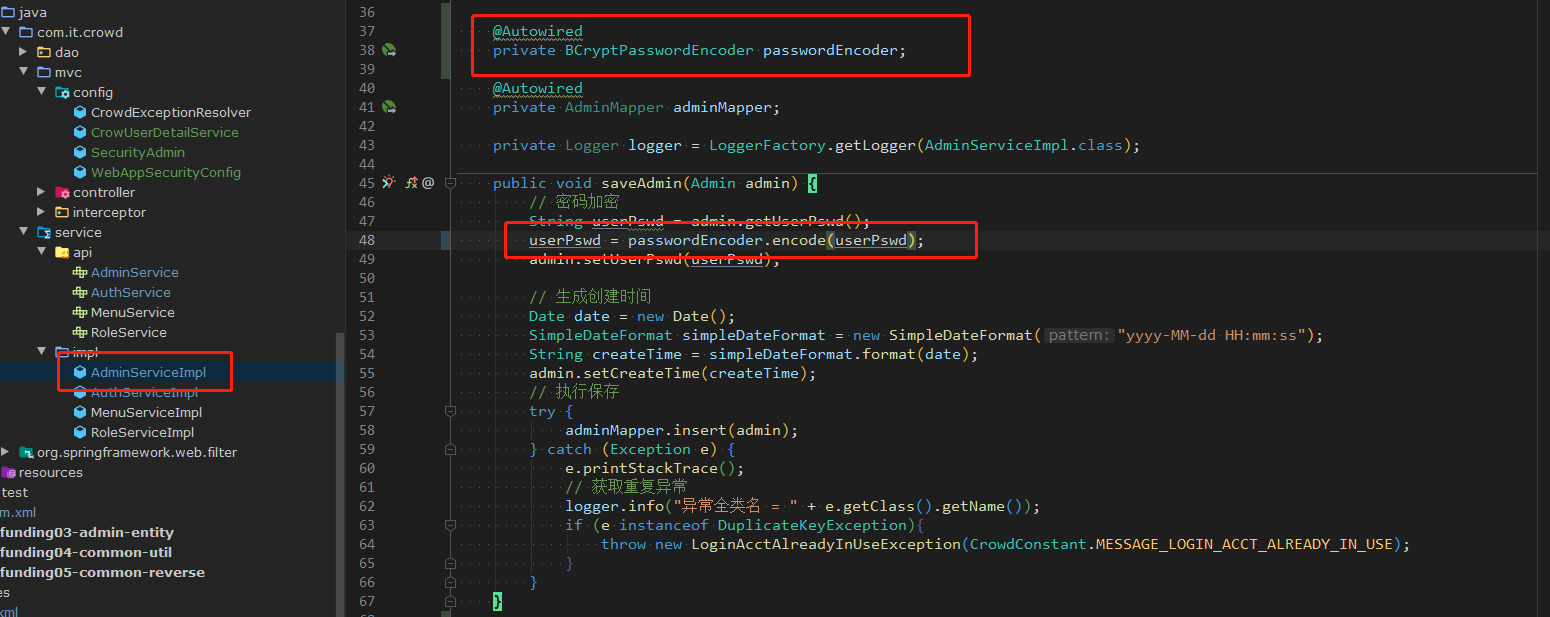 java
com.it.crowd
dao
mvc
config
CrowdExceptionResolver
CrowUserDetailService
SecurityAdmin
WebAppSecurityConfig
controller
interceptor
service
api
AdminService
AuthService
MenuService
RoleService
impl
AdminServiceImpl
AuthServiceImpl
MenuServiceImpl
RoleServiceImpl
org.springframework.web.filter
resources
test
m.xml
funding03-admin-entity
funding04-common-util
funding05-common-reverse
es
xml
36
37 @Autowired
38 private BCryptPasswordEncoder passwordEncoder;
39
40 @Autowired
41 private AdminMapper adminMapper;
42
43 private Logger logger = LoggerFactory.getLogger(AdminServiceImpl.class);
44
45 @ public void saveAdmin(Admin admin) {
46 // 密码加密
47 String userPswd = admin.getUserPswd();
48 userPswd = passwordEncoder.encode(userPswd);
49 admin.setUserPswd(userPswd);
50
51 // 生成创建时间
52 Date date = new Date();
53 SimpleDateFormat simpleDateFormat = new SimpleDateFormat( pattern: "yyyy-MM-dd HH:mm:ss");
54 String createTime = simpleDateFormat.format(date);
55 admin.setCreateTime(createTime);
56 // 执行保存
57 try {
58 adminMapper.insert(admin);
59 } catch (Exception e) {
60 e.printStackTrace();
61 // 获取重复异常
62 logger.info("异常全类名 = " + e.getClass().getName());
63 if (e instanceof DuplicateKeyException){
64 throw new LoginAcctAlreadyInUseException(CrowdConstant.MESSAGE_LOGIN_ACCT_ALREADY_IN_USE);
65 }
66 }
67 }